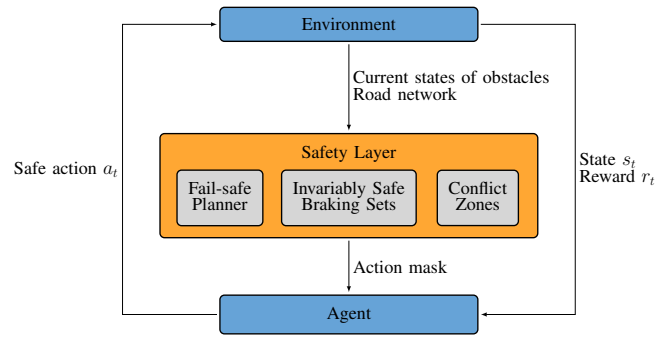 Environment
Current states of obstacles
Road network
Safety Layer
Safe action a_t
Fail-safe
Planner
Invariably Safe
Braking Sets
Conflict
Zones
State s_t
Reward r_t
Action mask
Agent